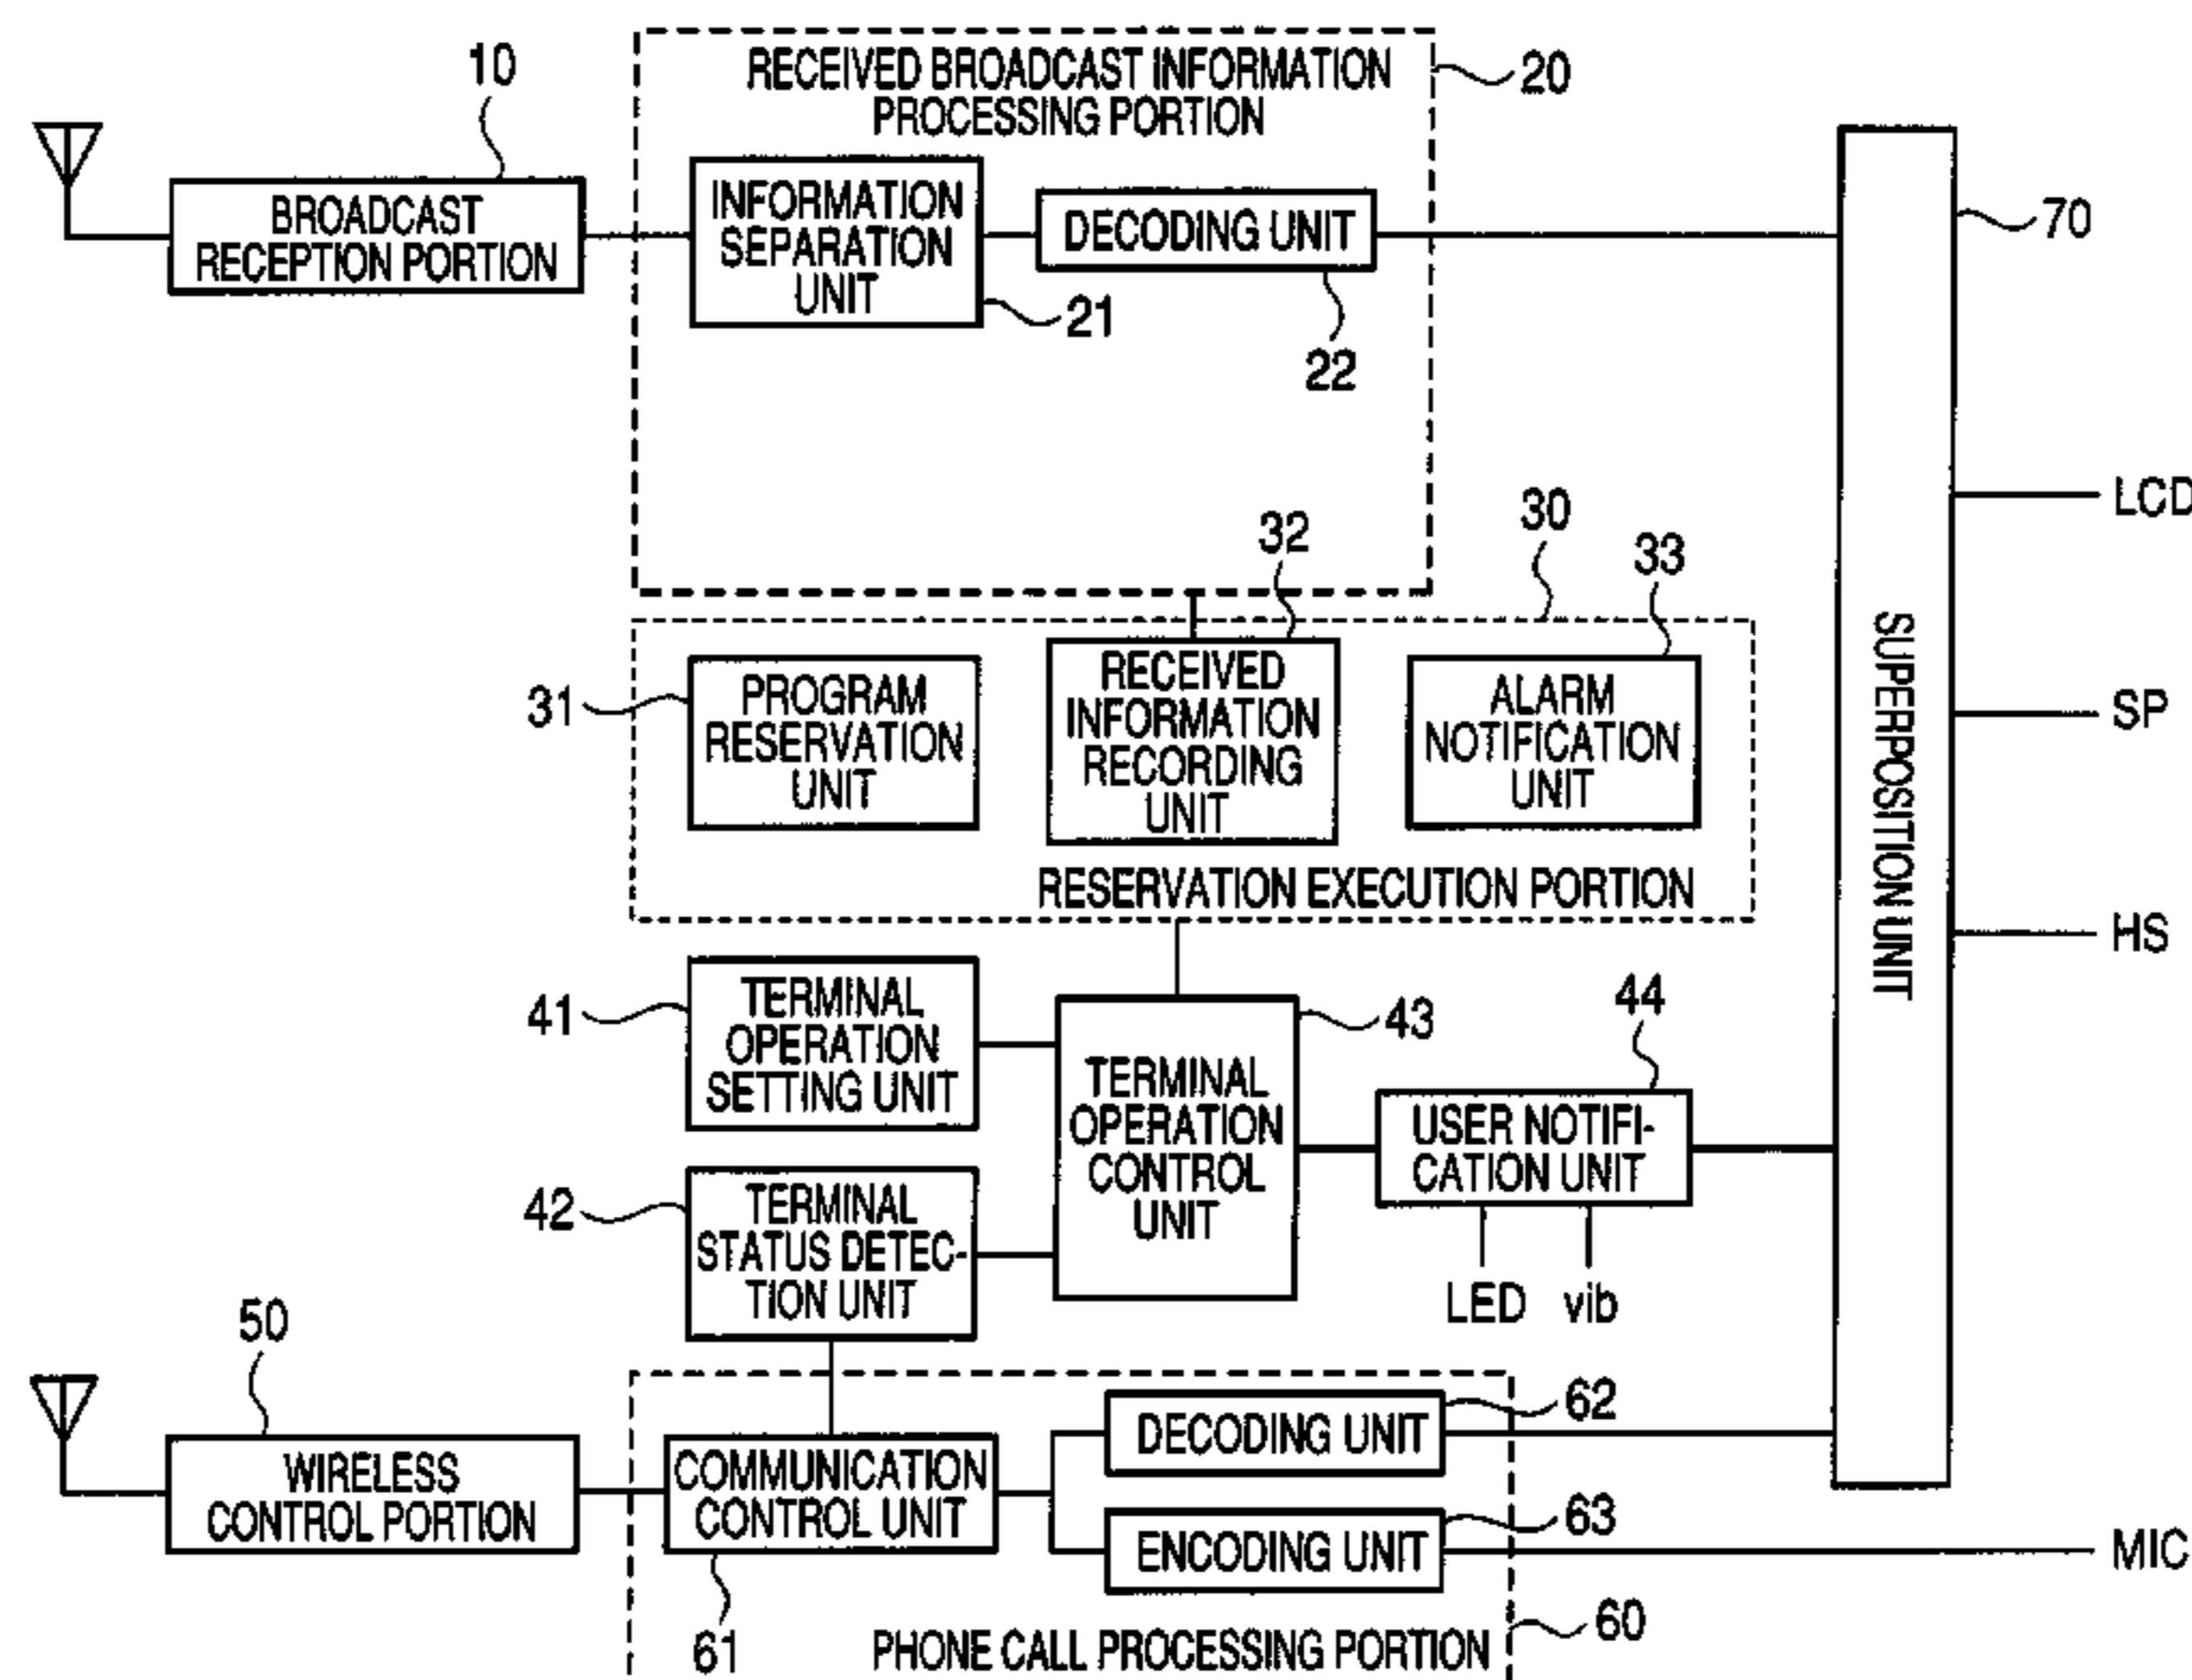 10
RECEIVED BROADCAST INFORMATION
PROCESSING PORTION
20
BROADCAST
RECEPTION PORTION
INFORMATION
SEPARATION
UNIT
21
DECODING UNIT
22
70
LCD
SP
HS
SUPERPOSITION UNIT
30
31
PROGRAM
RESERVATION
UNIT
32
RECEIVED
INFORMATION
RECORDING
UNIT
33
ALARM
NOTIFICATION
UNIT
RESERVATION EXECUTION PORTION
41
TERMINAL
OPERATION
SETTING UNIT
42
TERMINAL
STATUS DETEC-
TION UNIT
43
TERMINAL
OPERATION
CONTROL
UNIT
44
USER NOTIFI-
CATION UNIT
LED
vib
50
WIRELESS
CONTROL PORTION
COMMUNICATION
CONTROL UNIT
61
DECODING UNIT
62
ENCODING UNIT
63
MIC
PHONE CALL PROCESSING PORTION
60